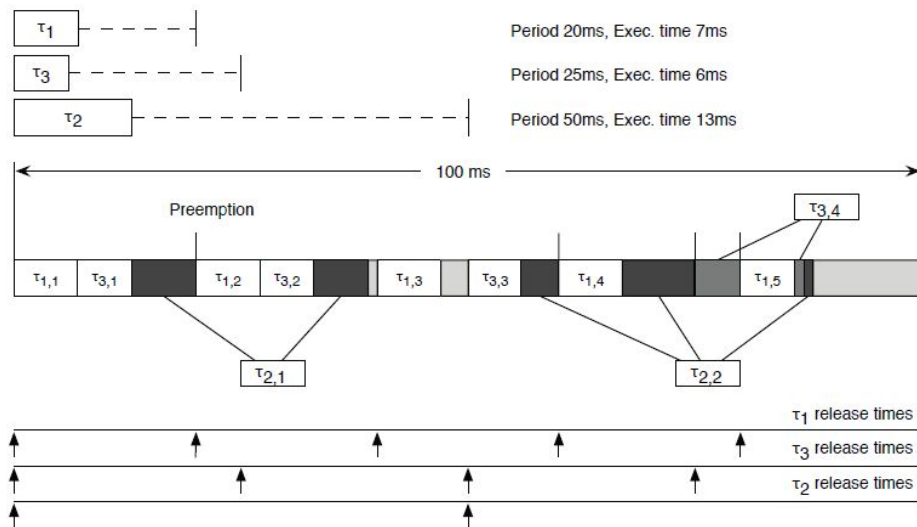 τ1 Period 20ms, Exec. time 7ms
τ3 Period 25ms, Exec. time 6ms
τ2 Period 50ms, Exec. time 13ms
100 ms
Preemption
τ3,4
τ1,1 τ3,1 τ1,2 τ3,2 τ1,3 τ3,3 τ1,4 τ1,5
τ2,1 τ2,2
τ1 release times
τ3 release times
τ2 release times